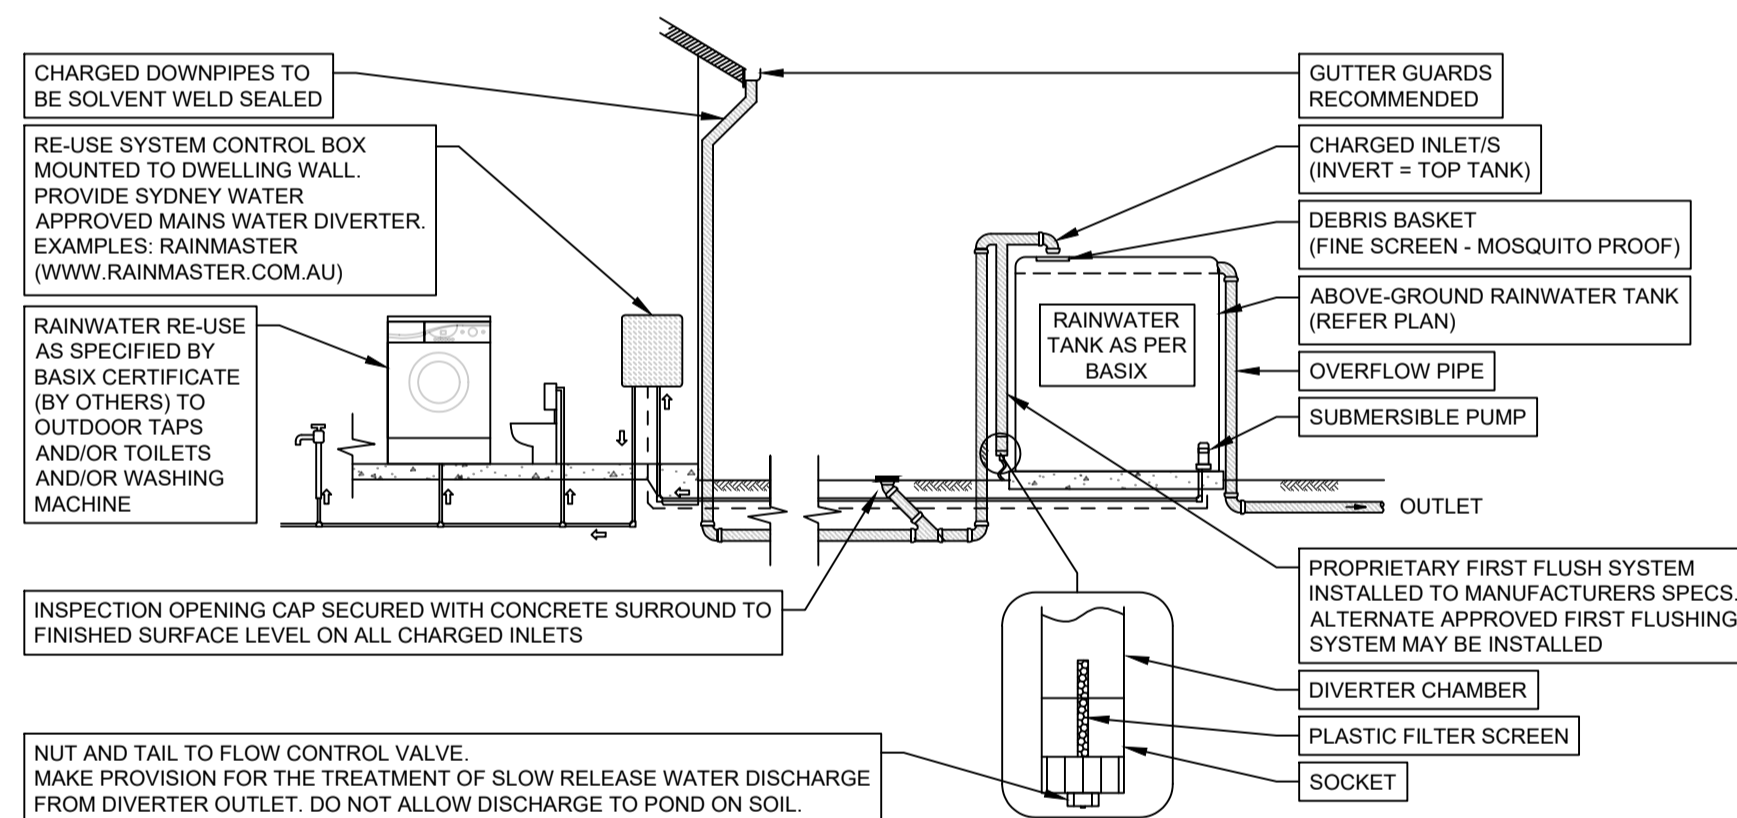 CHARGED DOWNPIPES TO
BE SOLVENT WELD SEALED
RE-USE SYSTEM CONTROL BOX
MOUNTED TO DWELLING WALL.
PROVIDE SYDNEY WATER
APPROVED MAINS WATER DIVERTER.
EXAMPLES: RAINMASTER
(WWW.RAINMASTER.COM.AU)
RAINWATER RE-USE
AS SPECIFIED BY
BASIX CERTIFICATE
(BY OTHERS) TO
OUTDOOR TAPS
AND/OR TOILETS
AND/OR WASHING
MACHINE
INSPECTION OPENING CAP SECURED WITH CONCRETE SURROUND TO
FINISHED SURFACE LEVEL ON ALL CHARGED INLETS
NUT AND TAIL TO FLOW CONTROL VALVE.
MAKE PROVISION FOR THE TREATMENT OF SLOW RELEASE WATER DISCHARGE
FROM DIVERTER OUTLET. DO NOT ALLOW DISCHARGE TO POND ON SOIL.
RAINWATER
TANK AS PER
BASIX
GUTTER GUARDS
RECOMMENDED
CHARGED INLET/S
(INVERT = TOP TANK)
DEBRIS BASKET
(FINE SCREEN - MOSQUITO PROOF)
ABOVE-GROUND RAINWATER TANK
(REFER PLAN)
OVERFLOW PIPE
SUBMERSIBLE PUMP
OUTLET
PROPRIETARY FIRST FLUSH SYSTEM
INSTALLED TO MANUFACTURERS SPECS.
ALTERNATE APPROVED FIRST FLUSHING
SYSTEM MAY BE INSTALLED
DIVERTER CHAMBER
PLASTIC FILTER SCREEN
SOCKET